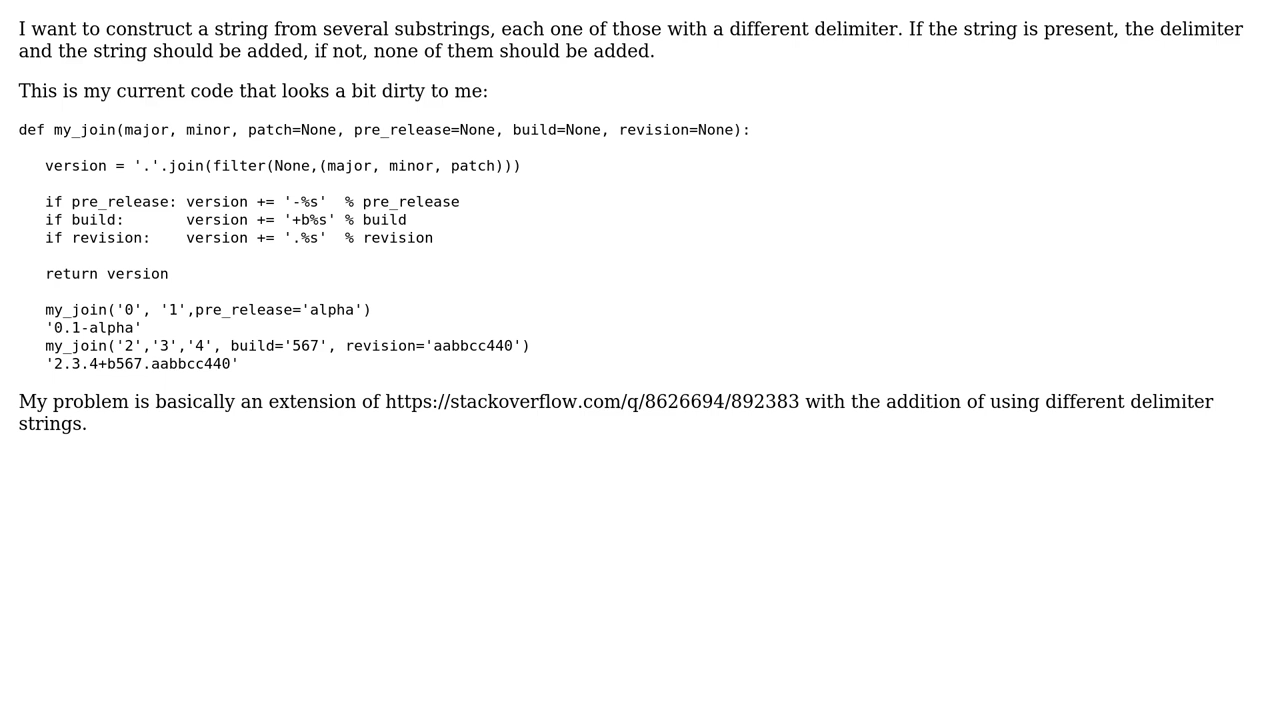 I want to construct a string from several substrings, each one of those with a different delimiter. If the string is present, the delimiter
and the string should be added, if not, none of them should be added.
This is my current code that looks a bit dirty to me:
def my_join(major, minor, patch=None, pre_release=None, build=None, revision=None):
version = '.'.join(filter(None,(major, minor, patch)))
if pre_release: version += '-%s'  % pre_release
if build:       version += '+b%s' % build
if revision:    version += '.%s'  % revision
return version
my_join('0', '1',pre_release='alpha')
'0.1-alpha'
my_join('2','3','4', build='567', revision='aabbcc440')
'2.3.4+b567.aabbcc440'
My problem is basically an extension of https://stackoverflow.com/q/8626694/892383 with the addition of using different delimiter
strings.